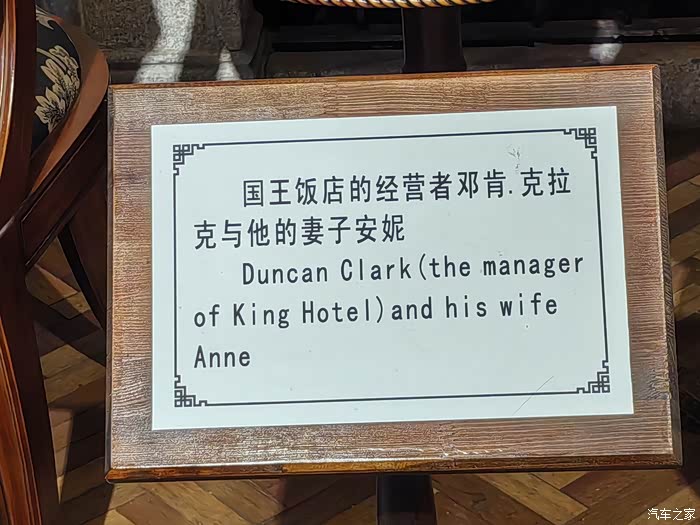 国王饭店的经营者邓肯.克拉
克与他的妻子安妮
Duncan Clark(the manager
of King Hotel)and his wife
Anne
汽车之家